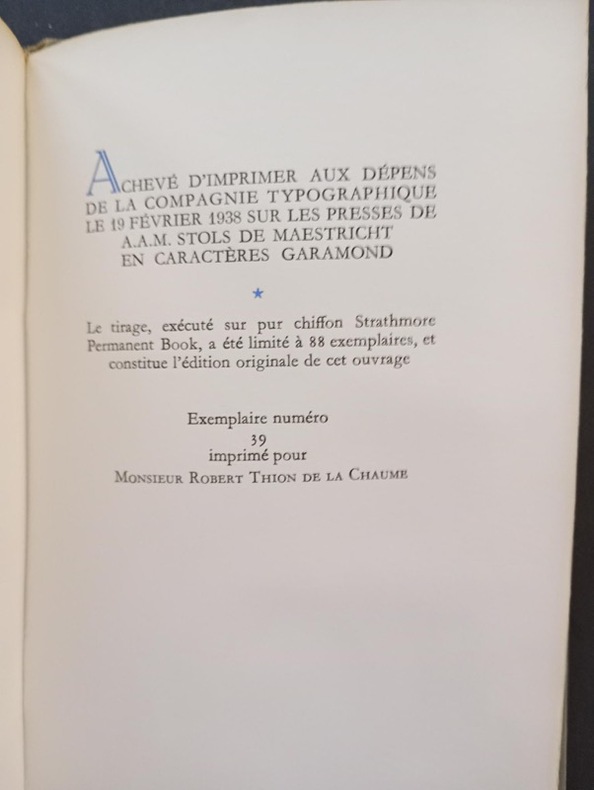 ACHEVÉ D'IMPRIMER AUX DÉPENS
DE LA COMPAGNIE TYPOGRAPHIQUE
LE 19 FÉVRIER 1938 SUR LES PRESSES DE
A.A.M. STOLS DE MAESTRICHT
EN CARACTÈRES GARAMOND
Le tirage, exécuté sur pur chiffon Strathmore
Permanent Book, a été limité à 88 exemplaires, et
constitue l'édition originale de cet ouvrage
Exemplaire numéro
39
imprimé pour
MONSIEUR ROBERT THION DE LA CHAUME